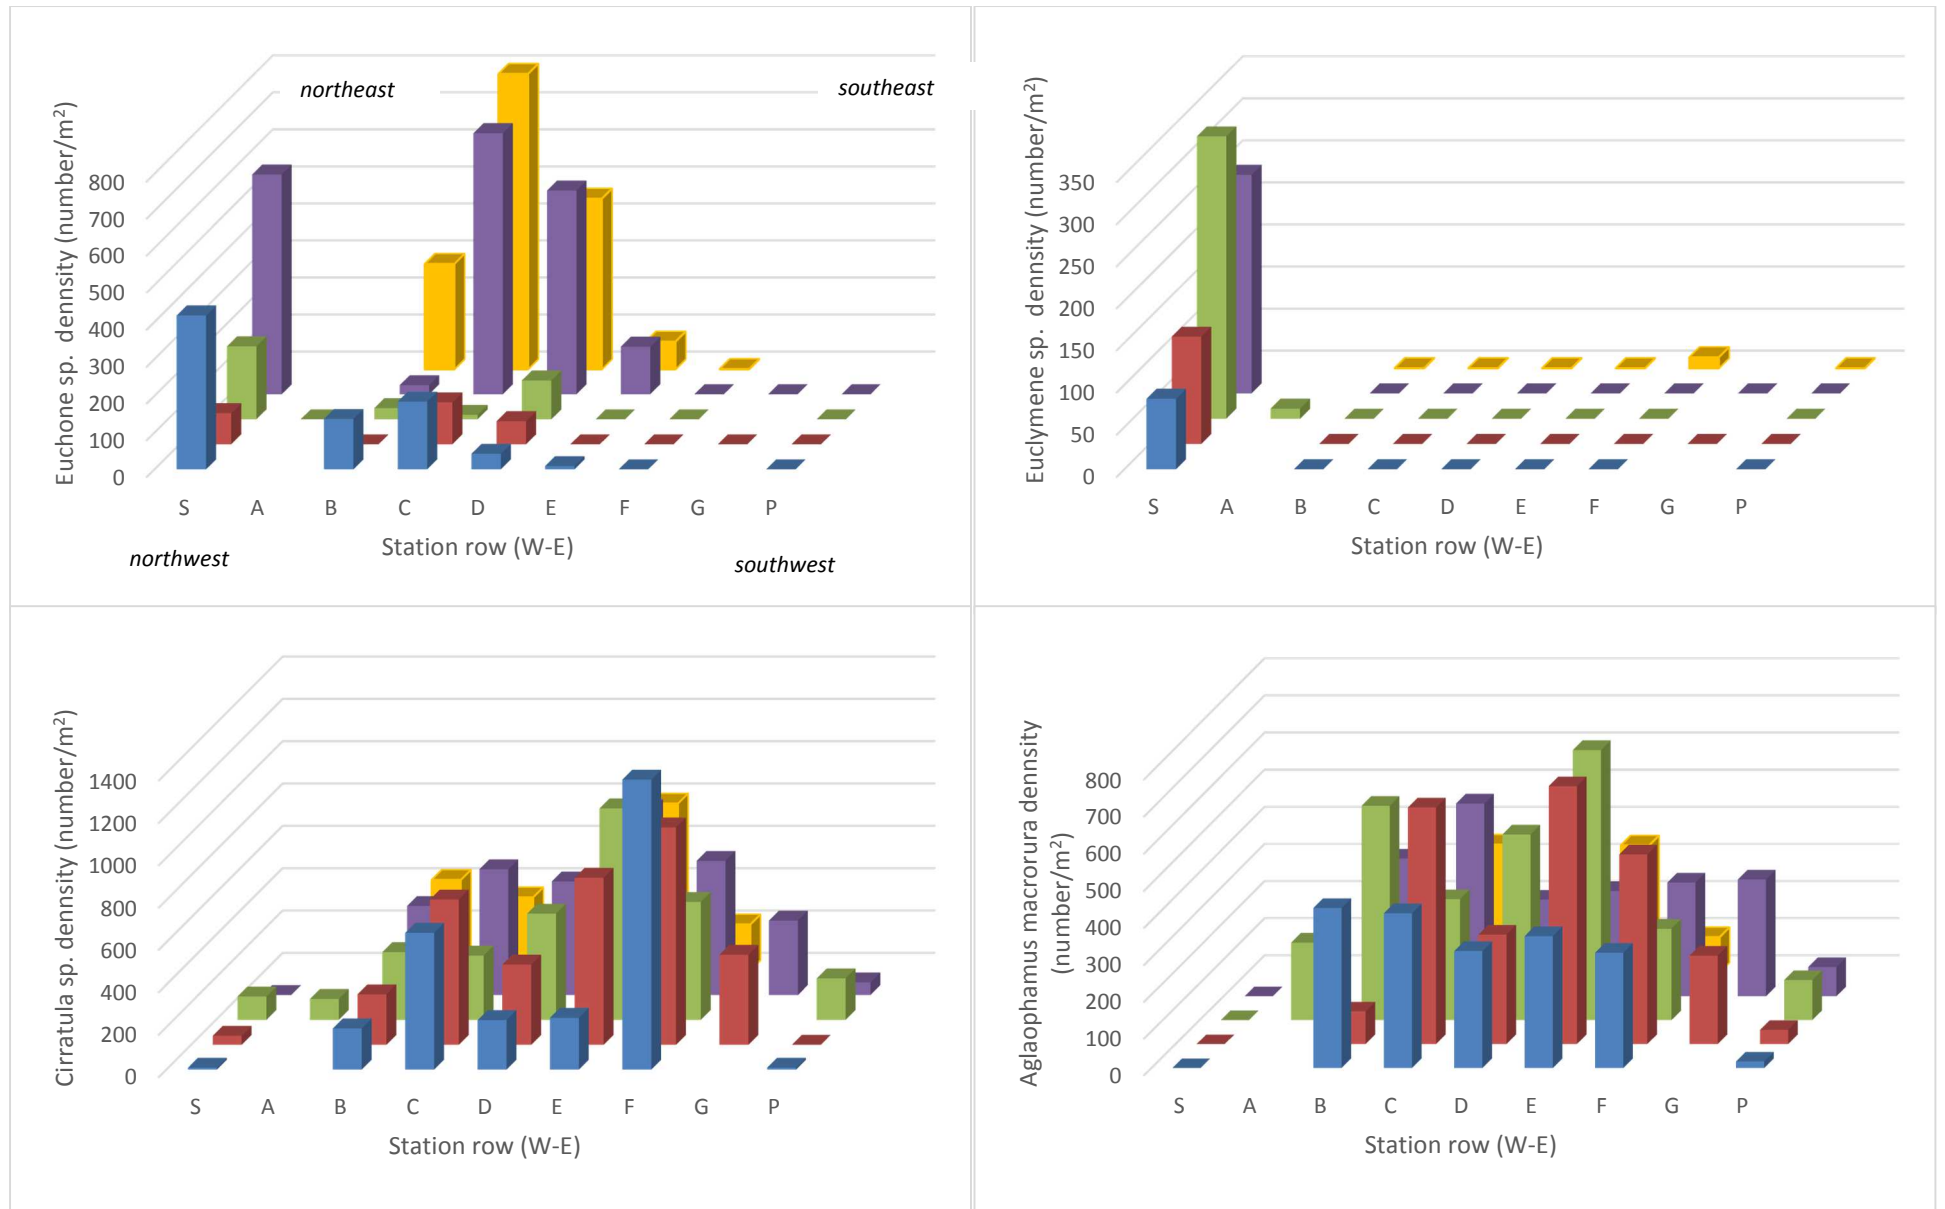 northeast
southeast
Euchone sp. dennsity (number/m²)
800
700
600
500
400
300
200
100
0
S A B C D E F G P
Station row (W-E)
northwest
southwest
Euclymene sp. dennsity (number/m²)
350
300
250
200
150
100
50
0
S A B C D E F G P
Station row (W-E)
Cirratula sp. dennsity (number/m²)
1400
1200
1000
800
600
400
200
0
S A B C D E F G P
Station row (W-E)
Aglaophamus macrorura dennsity
(number/m²)
800
700
600
500
400
300
200
100
0
S A B C D E F G P
Station row (W-E)